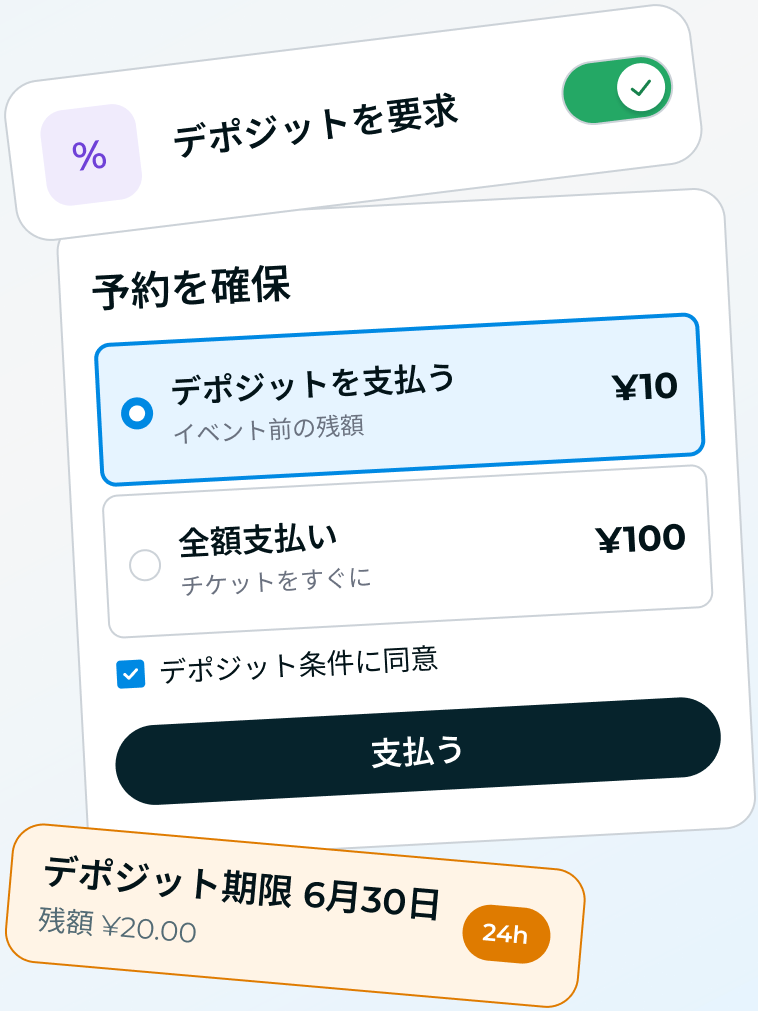 %
デポジットを要求
予約を確保
デポジットを支払う
¥10
イベント前の残額
全額支払い
¥100
チケットをすぐに
デポジット条件に同意
支払う
デポジット期限 6月30日
残額 ¥20.00
24h